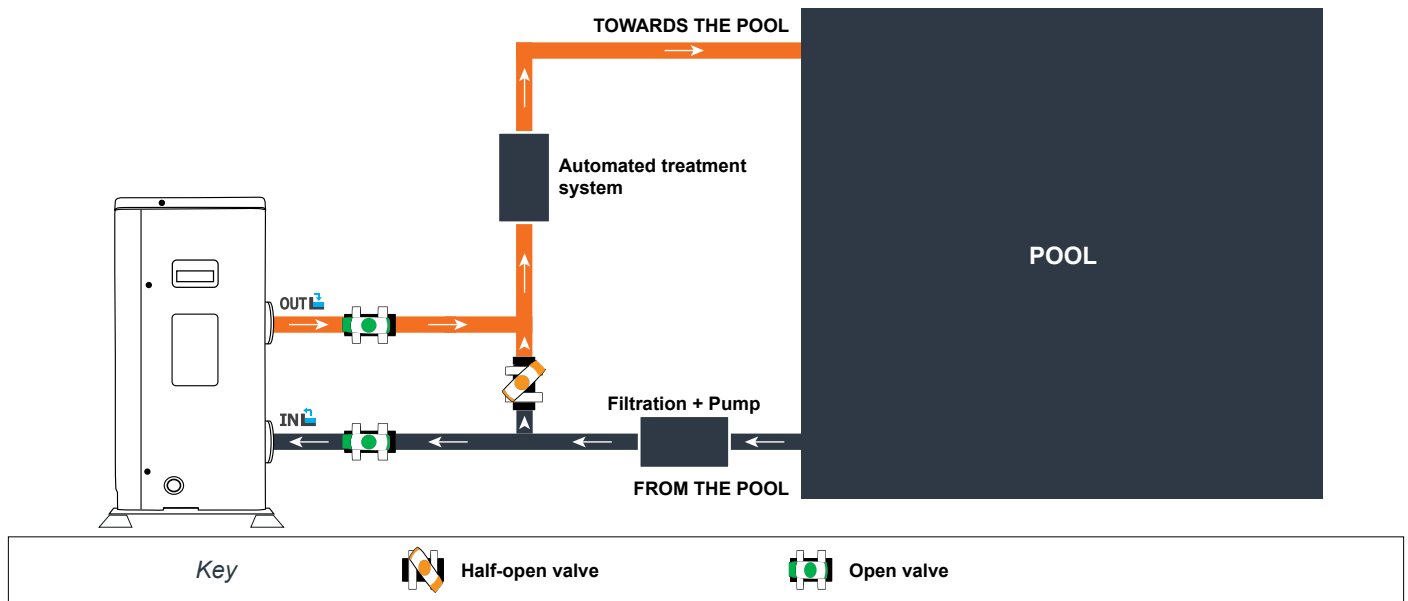 TOWARDS THE POOL
Automated treatment
system
POOL
OUT
IN
Filtration + Pump
FROM THE POOL
Key
Half-open valve
Open valve